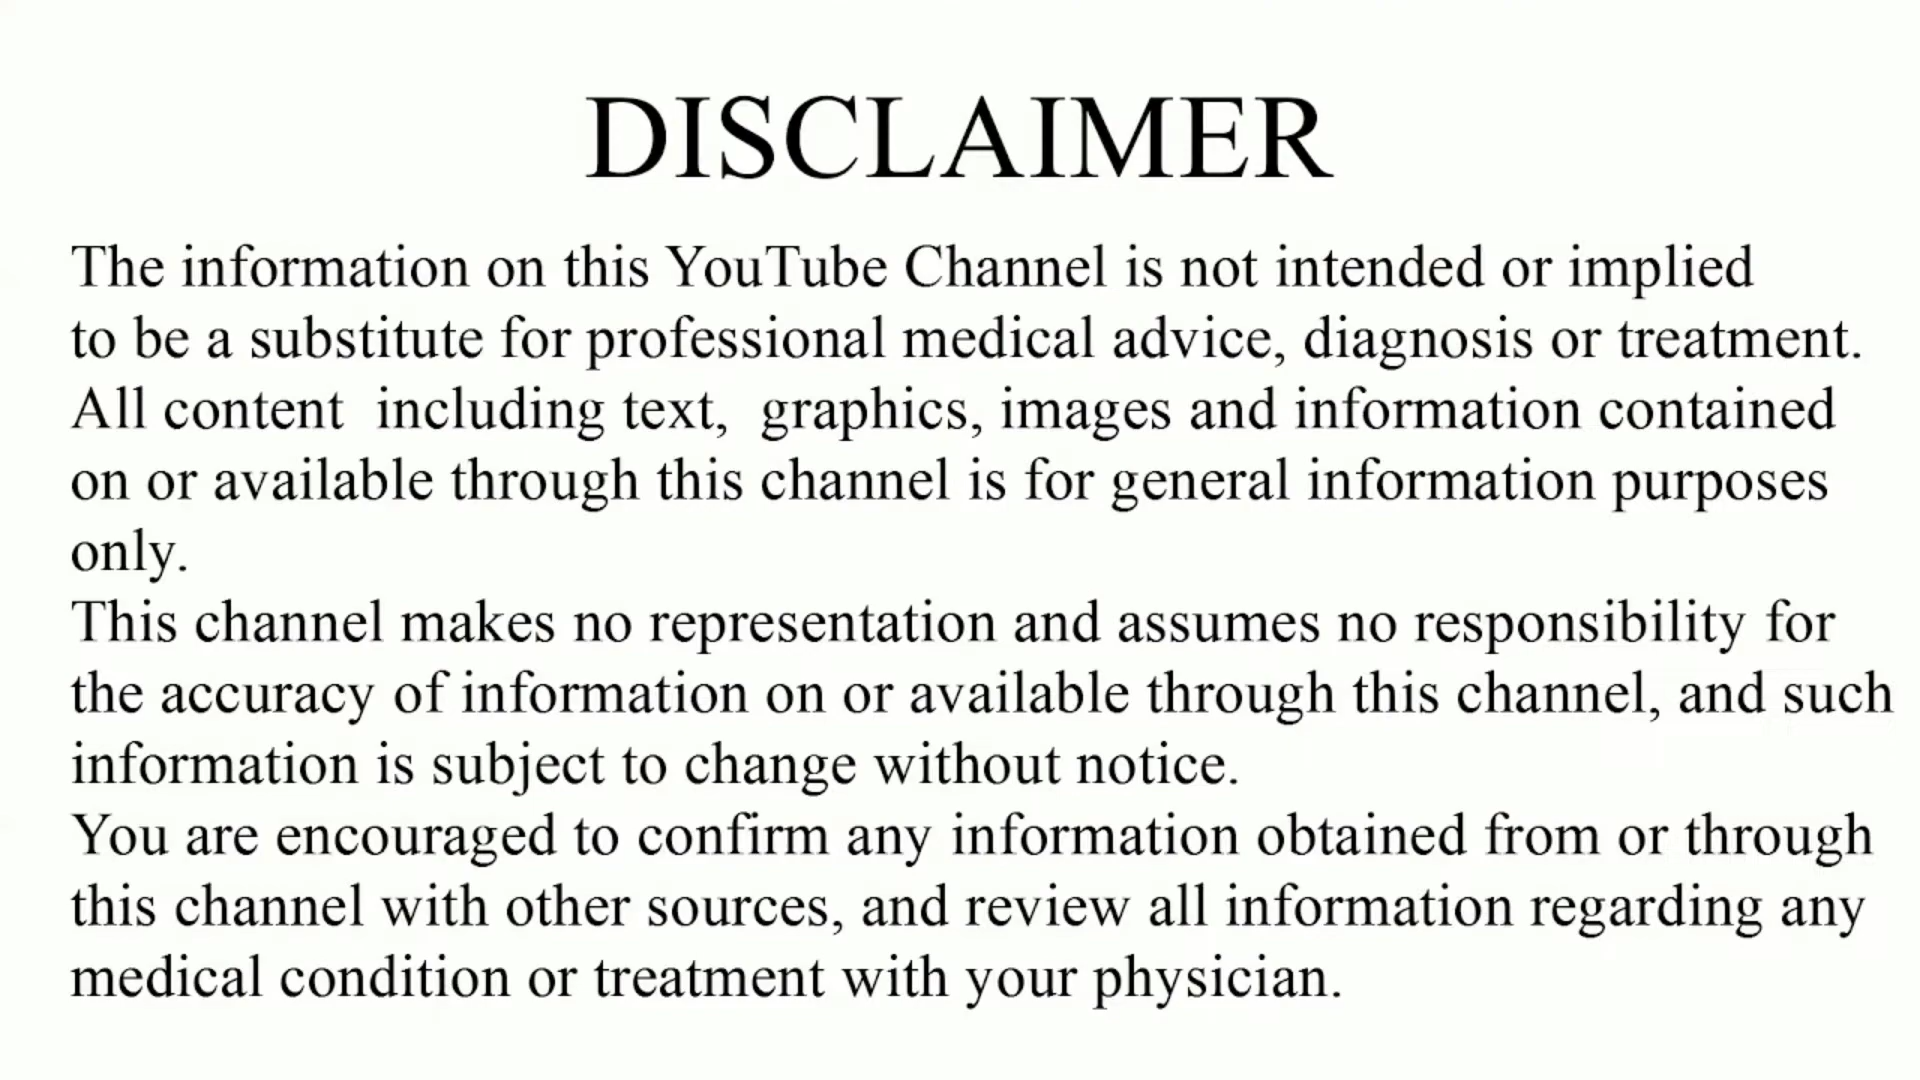 DISCLAIMER
The information on this YouTube Channel is not intended or implied
to be a substitute for professional medical advice, diagnosis or treatment.
All content  including text,  graphics, images and information contained
on or available through this channel is for general information purposes
only.
This channel makes no representation and assumes no responsibility for
the accuracy of information on or available through this channel, and such
information is subject to change without notice.
You are encouraged to confirm any information obtained from or through
this channel with other sources, and review all information regarding any
medical condition or treatment with your physician.